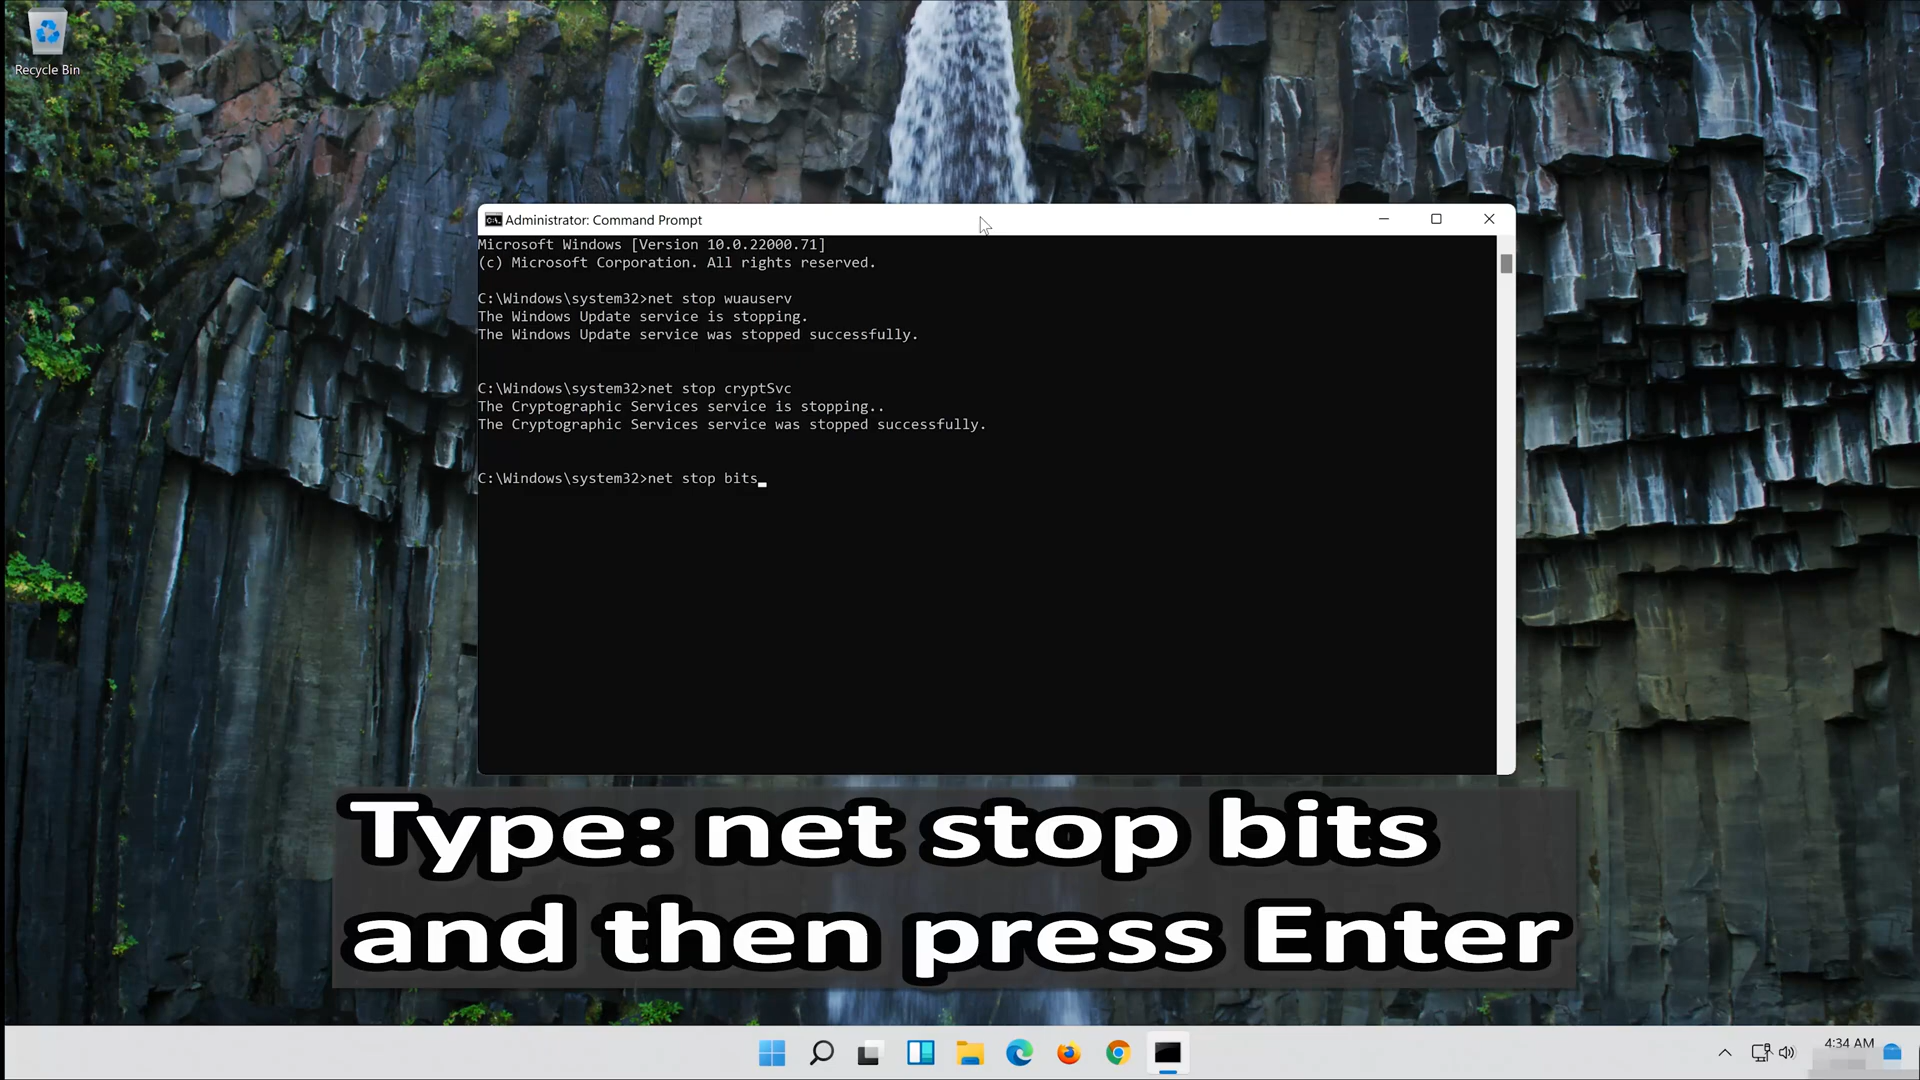 Recycle Bin
Administrator: Command Prompt
Microsoft Windows [Version 10.0.22000.71]
(c) Microsoft Corporation. All rights reserved.
C:\Windows\system32>net stop wuauserv
The Windows Update service is stopping.
The Windows Update service was stopped successfully.
C:\Windows\system32>net stop cryptSvc
The Cryptographic Services service is stopping..
The Cryptographic Services service was stopped successfully.
C:\Windows\system32>net stop bits
Type: net stop bits
and then press Enter
4:34 AM